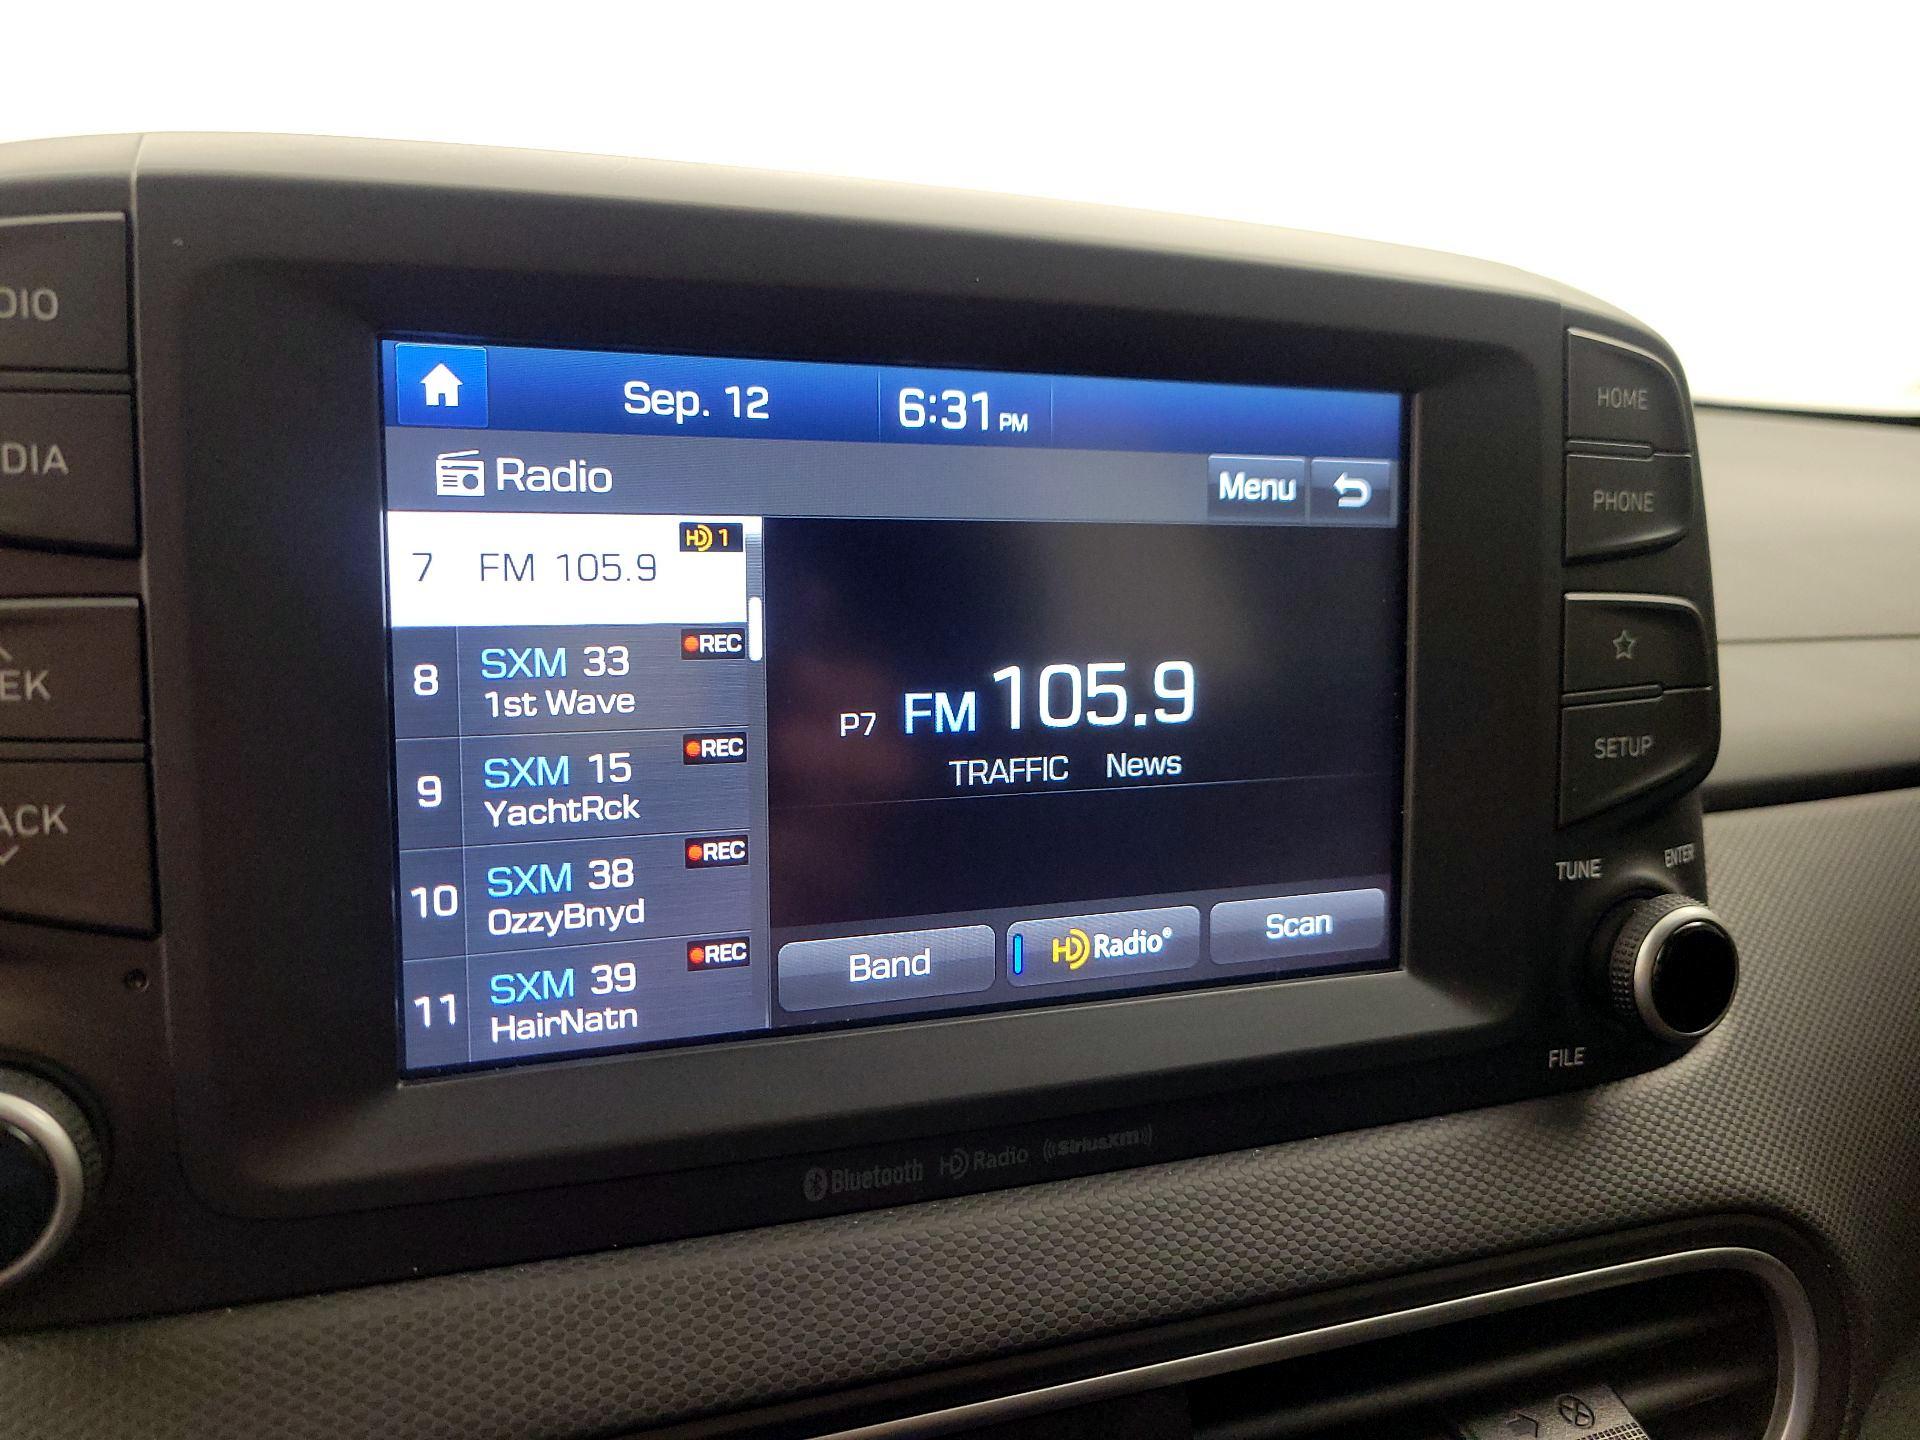 DIO
DIA
EK
ACK
Sep. 12
6:31 PM
Radio
Menu
7 FM 105.9 HD 1
8 SXM 33 REC
1st Wave
9 SXM 15 REC
YachtRck
10 SXM 38 REC
OzzyBnyd
11 SXM 39 REC
HairNatn
P7 FM 105.9
TRAFFIC News
Band
HD Radio®
Scan
HOME
PHONE
SETUP
TUNE
ENTER
FILE
Bluetooth HD Radio ((SiriusXM))